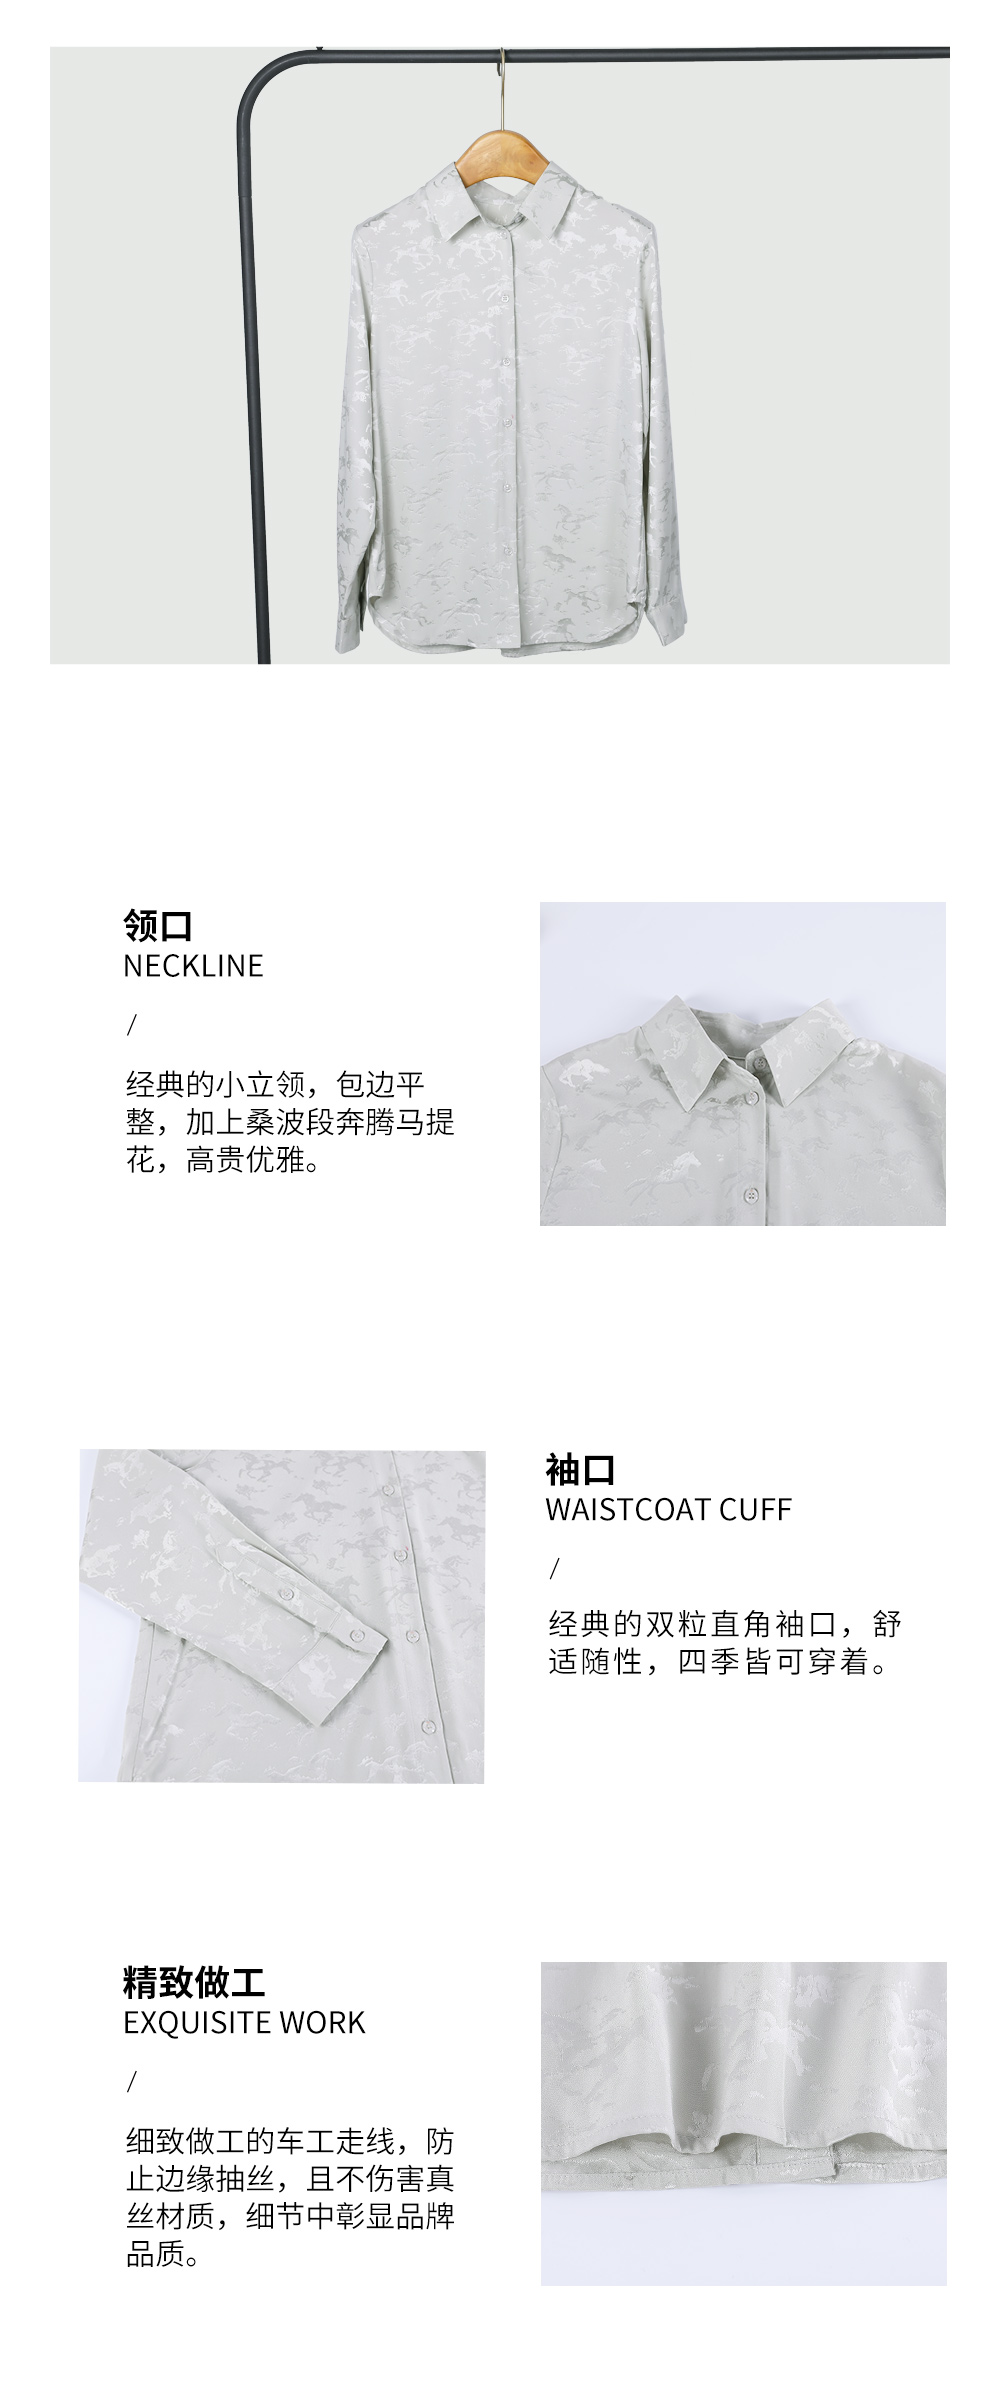 领口
NECKLINE
/
经典的小立领，包边平
整，加上桑波段奔腾马提
花，高贵优雅。
袖口
WAISTCOAT CUFF
/
经典的双粒直角袖口，舒
适随性，四季皆可穿着。
精致做工
EXQUISITE WORK
/
细致做工的车工走线，防
止边缘抽丝，且不伤害真
丝材质，细节中彰显品牌
品质。